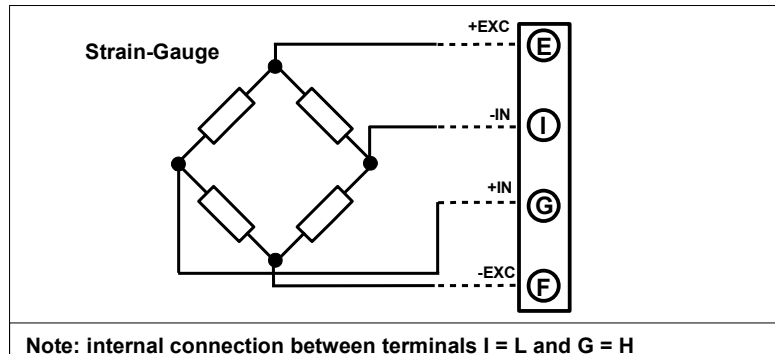 +EXC
E
Strain-Gauge
-IN
I
+IN
G
-EXC
F
Note: internal connection between terminals I = L and G = H